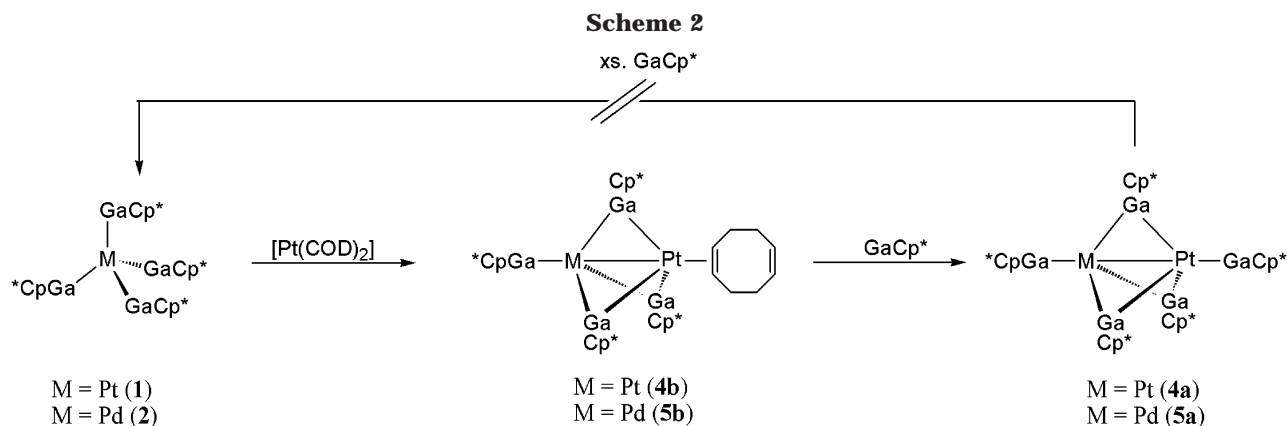 Scheme 2
xs. GaCp*
GaCp*
M
*CpGa
GaCp*
GaCp*
[Pt(COD)2]
Cp*
Ga
*CpGa
M
Pt
Ga
Cp*
Ga
Cp*
GaCp*
Cp*
Ga
*CpGa
M
Pt
GaCp*
Ga
Cp*
Ga
Cp*
M = Pt (1)
M = Pd (2)
M = Pt (4b)
M = Pd (5b)
M = Pt (4a)
M = Pd (5a)